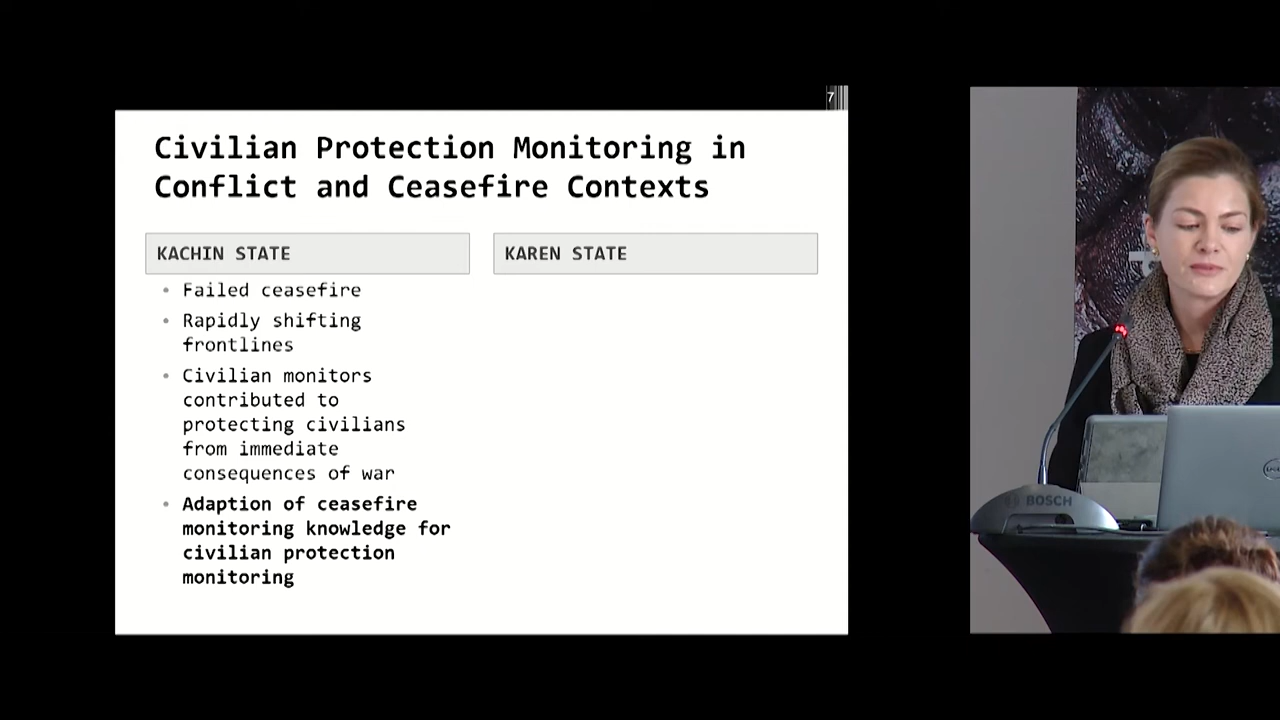 7
Civilian Protection Monitoring in
Conflict and Ceasefire Contexts
KACHIN STATE
KAREN STATE
• Failed ceasefire
• Rapidly shifting
frontlines
• Civilian monitors
contributed to
protecting civilians
from immediate
consequences of war
• Adaption of ceasefire
monitoring knowledge for
civilian protection
monitoring
BOSCH